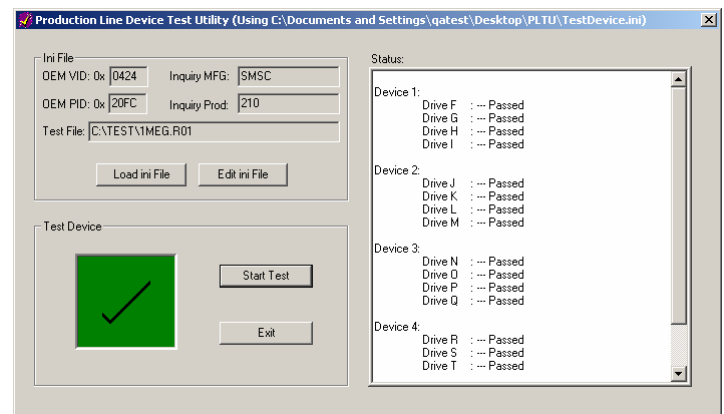 Production Line Device Test Utility (Using C:\Documents and Settings\qatest\Desktop\PLTU\TestDevice.ini)
Ini File
OEM VID: 0x 0424 Inquiry MFG: SMSC
OEM PID: 0x 20FC Inquiry Prod: 210
Test File: C:\TEST\1MEG.R01
Load ini File Edit ini File
Test Device
Start Test
Exit
Status:
Device 1:
Drive F : --- Passed
Drive G : --- Passed
Drive H : --- Passed
Drive I : --- Passed
Device 2:
Drive J : --- Passed
Drive K : --- Passed
Drive L : --- Passed
Drive M : --- Passed
Device 3:
Drive N : --- Passed
Drive O : --- Passed
Drive P : --- Passed
Drive Q : --- Passed
Device 4:
Drive R : --- Passed
Drive S : --- Passed
Drive T : --- Passed